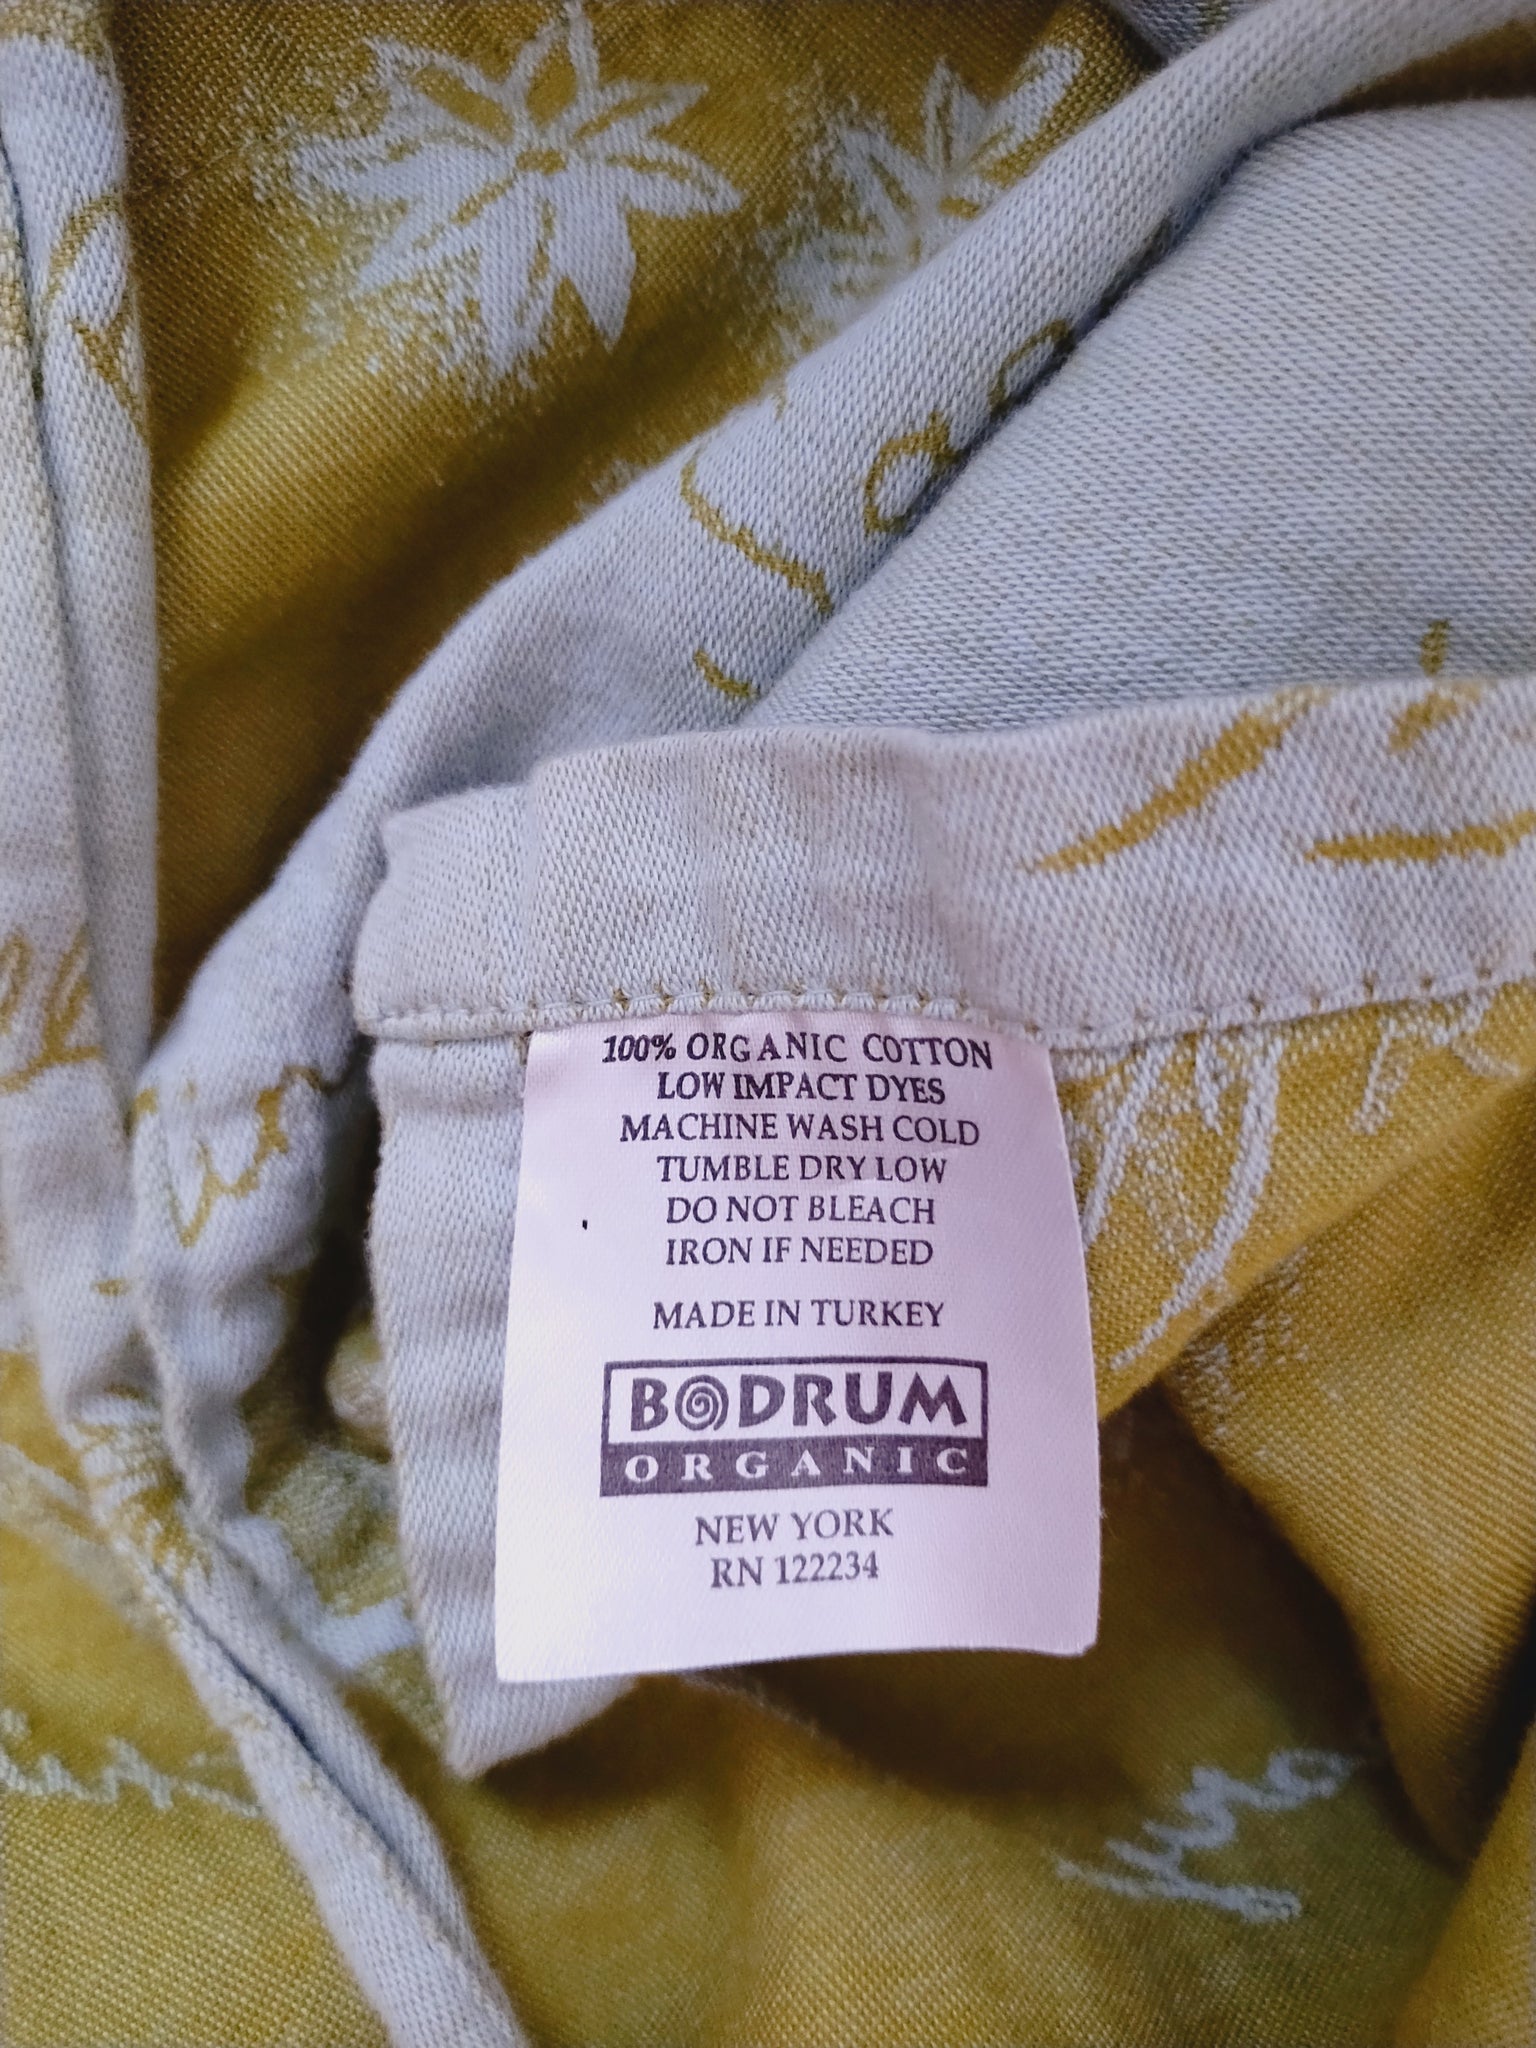 100% ORGANIC COTTON
LOW IMPACT DYES
MACHINE WASH COLD
TUMBLE DRY LOW
DO NOT BLEACH
IRON IF NEEDED
MADE IN TURKEY
BODRUM
ORGANIC
NEW YORK
RN 122234